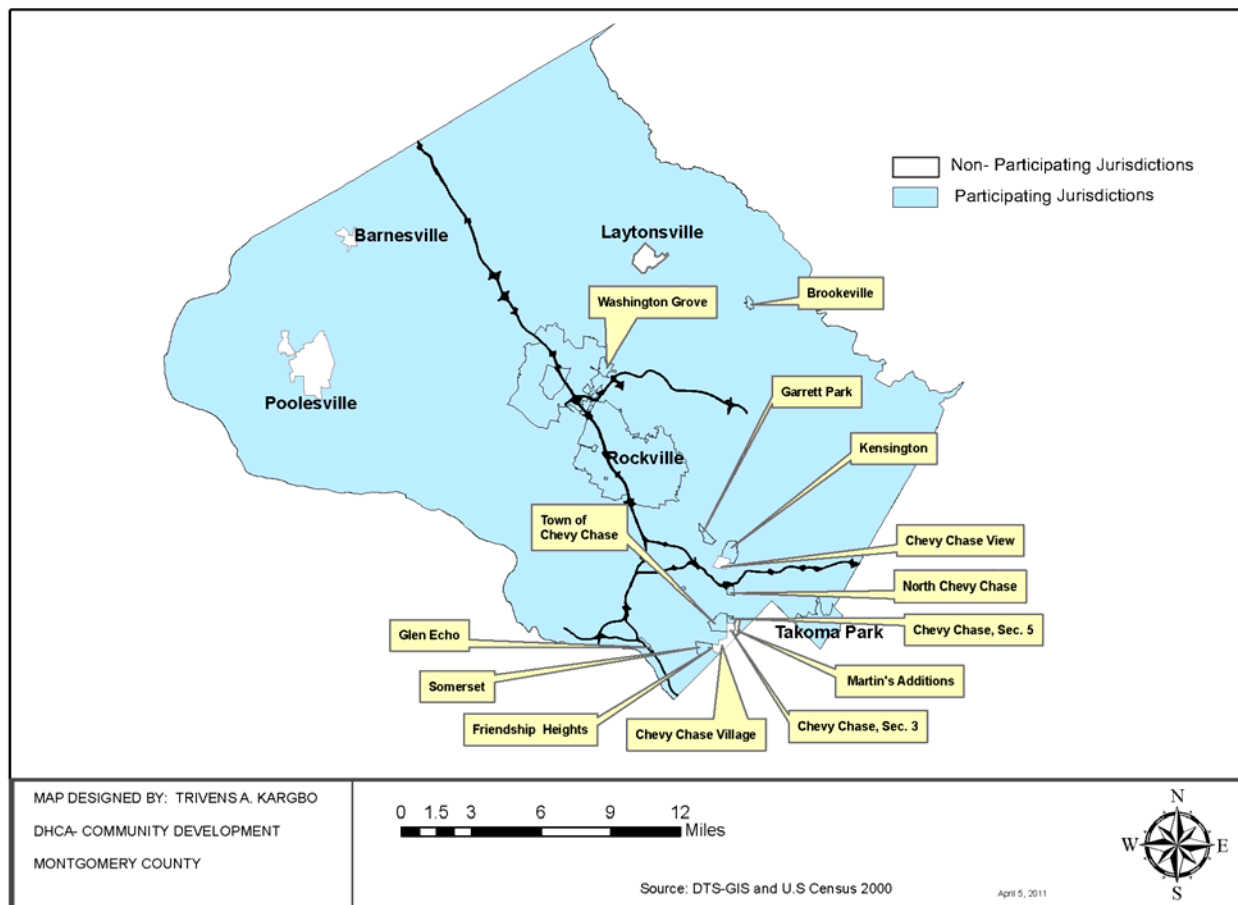 Non- Participating Jurisdictions
Participating Jurisdictions
Barnesville
Laytonsville
Brookeville
Washington Grove
Poolesville
Garrett Park
Kensington
Rockville
Town of
Chevy Chase
Chevy Chase View
North Chevy Chase
Takoma Park
Chevy Chase, Sec. 5
Glen Echo
Martin's Additions
Somerset
Friendship Heights
Chevy Chase Village
Chevy Chase, Sec. 3
MAP DESIGNED BY: TRIVENS A. KARGBO
DHCA- COMMUNITY DEVELOPMENT
MONTGOMERY COUNTY
0 1.5 3 6 9 12
Miles
Source: DTS-GIS and U.S Census 2000
April 5, 2011
N
W E
S